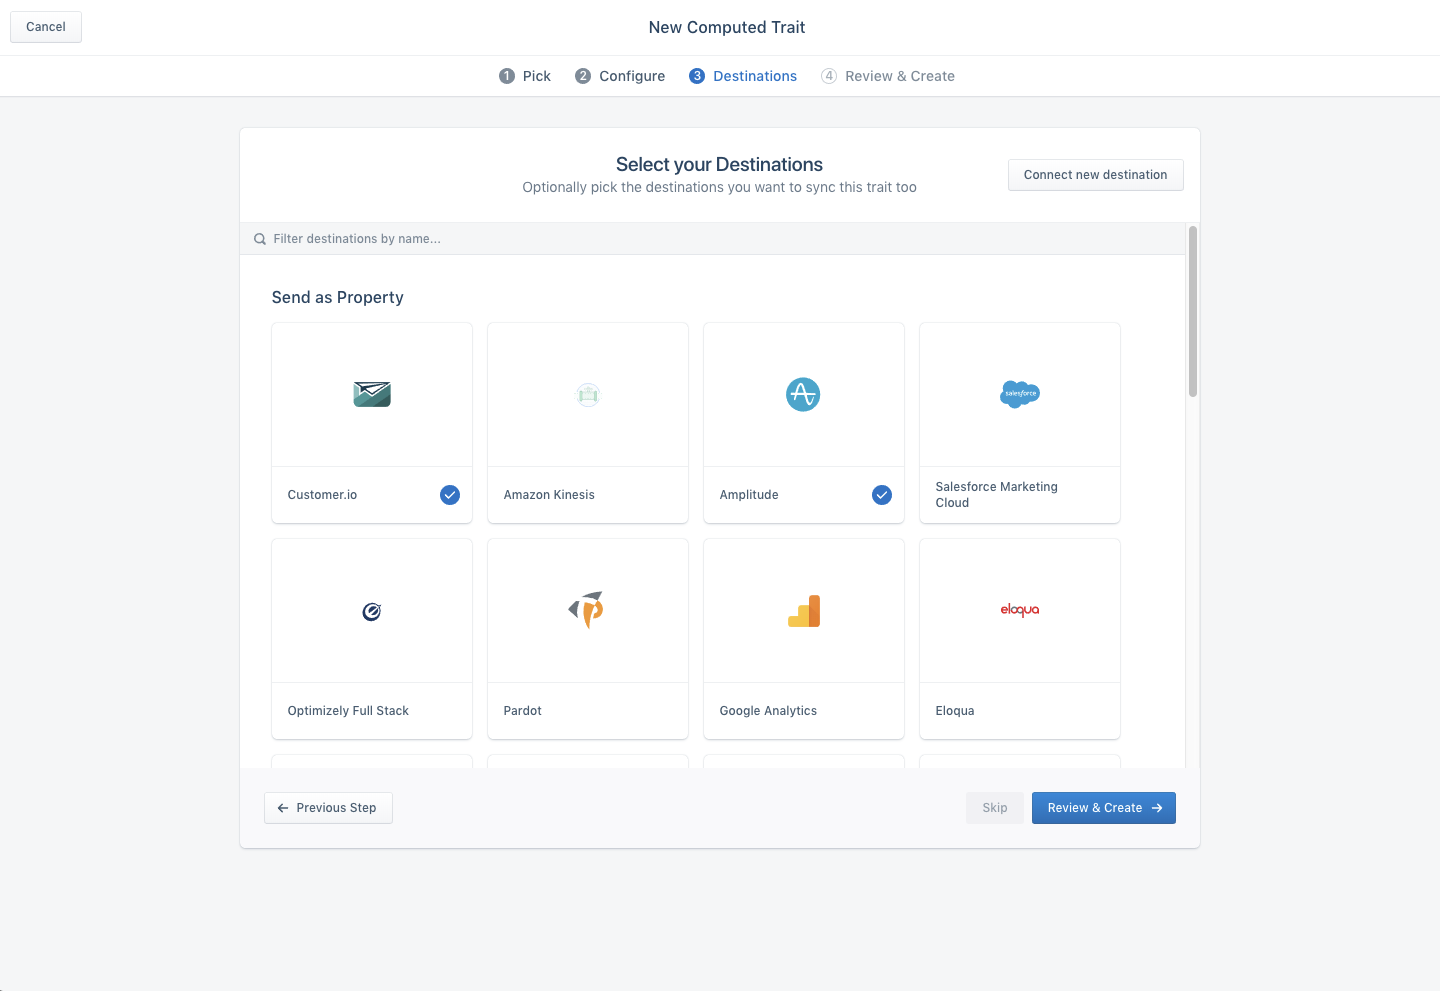 Cancel
New Computed Trait
1 Pick 2 Configure 3 Destinations 4 Review & Create
Select your Destinations
Optionally pick the destinations you want to sync this trait too
Connect new destination
Filter destinations by name...
Send as Property
salesforce
Customer.io
Amazon Kinesis
Amplitude
Salesforce Marketing
Cloud
eloqua
Optimizely Full Stack
Pardot
Google Analytics
Eloqua
Previous Step
Skip
Review & Create